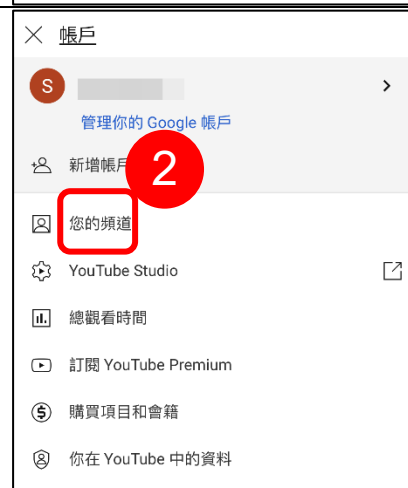 帳戶
S
管理你的 Google 帳戶
新增帳戶
2
您的頻道
YouTube Studio
總觀看時間
訂閱 YouTube Premium
購買項目和會籍
你在 YouTube 中的資料